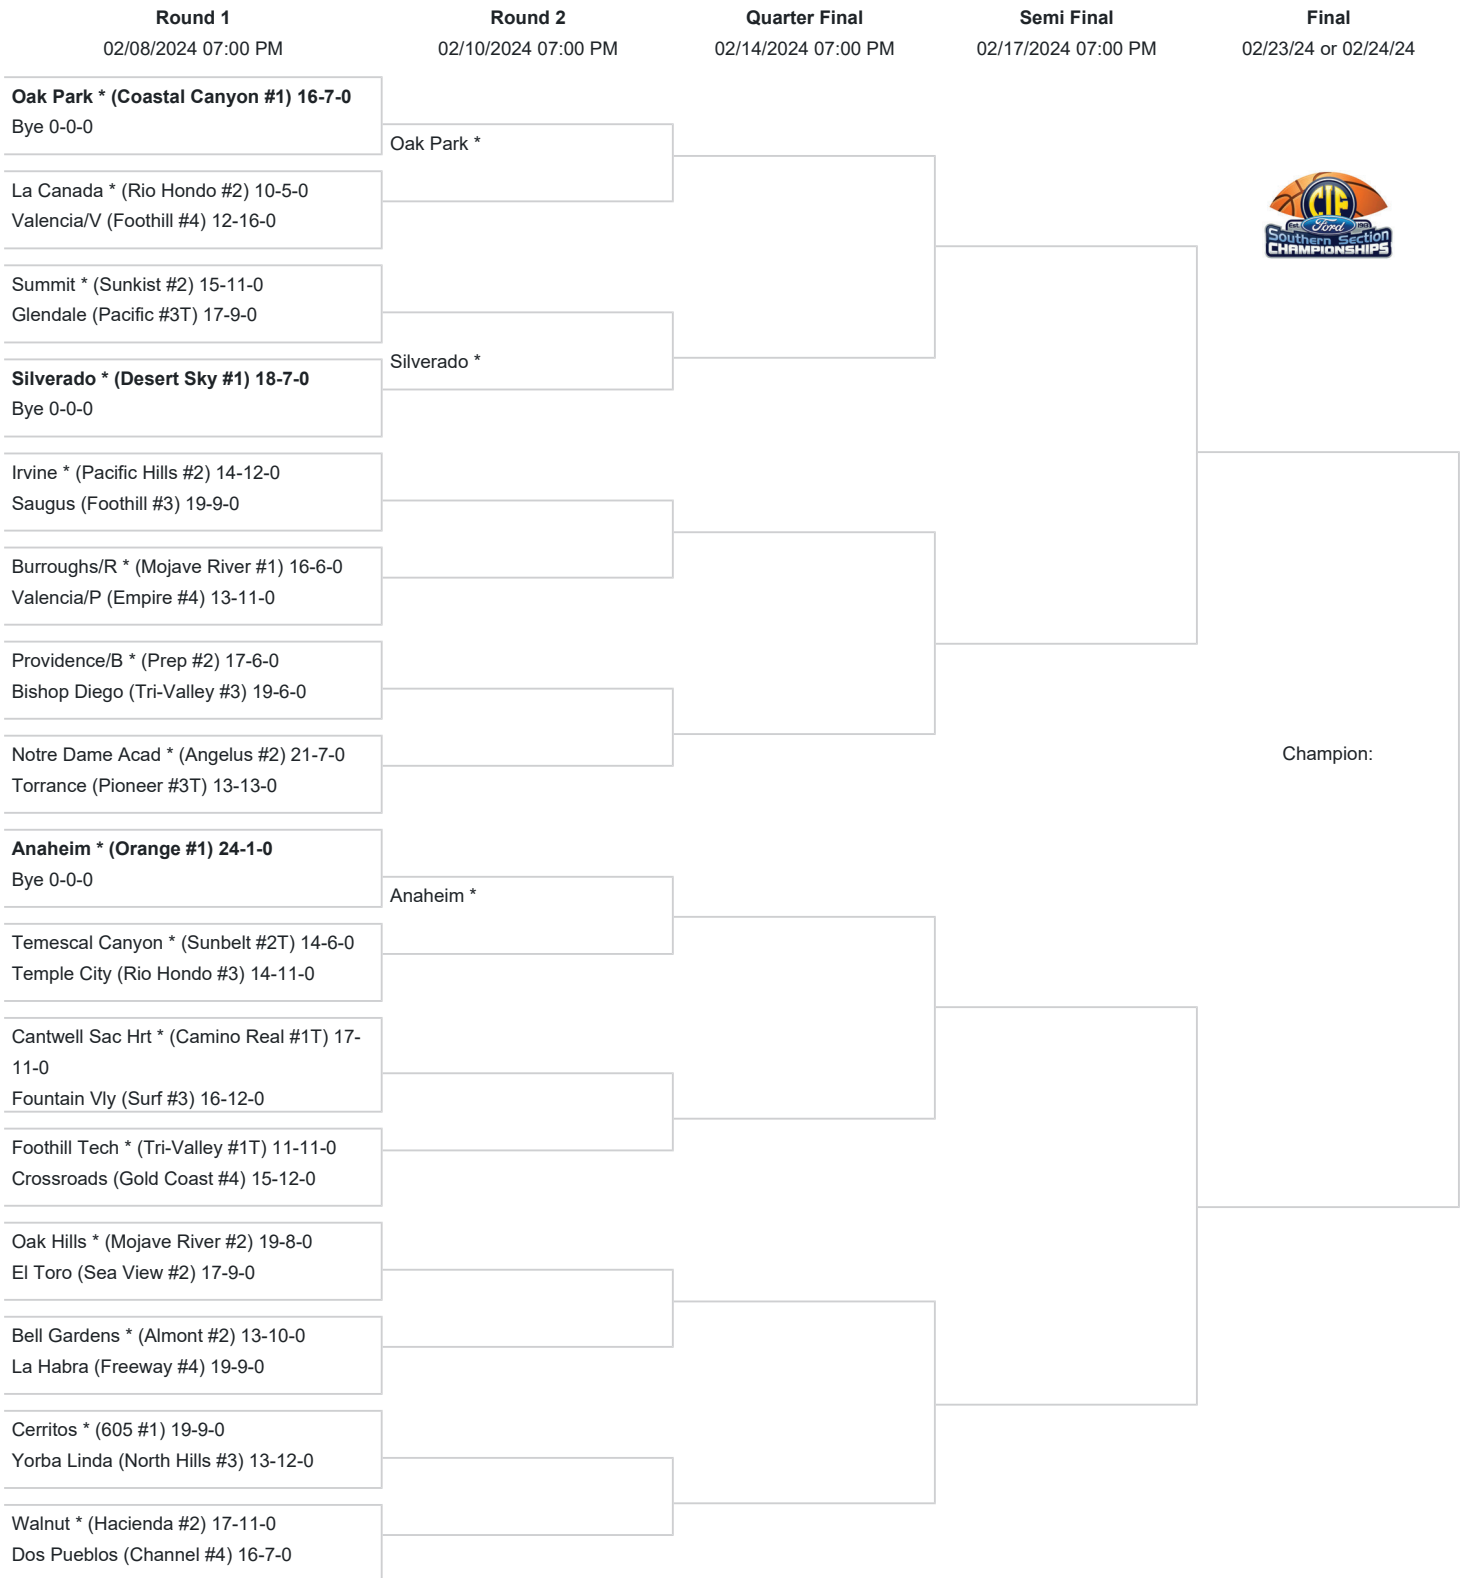 Round 1
02/08/2024 07:00 PM
Round 2
02/10/2024 07:00 PM
Quarter Final
02/14/2024 07:00 PM
Semi Final
02/17/2024 07:00 PM
Final
02/23/24 or 02/24/24
Oak Park * (Coastal Canyon #1) 16-7-0
Bye 0-0-0
La Canada * (Rio Hondo #2) 10-5-0
Valencia/V (Foothill #4) 12-16-0
Summit * (Sunkist #2) 15-11-0
Glendale (Pacific #3T) 17-9-0
Silverado * (Desert Sky #1) 18-7-0
Bye 0-0-0
Irvine * (Pacific Hills #2) 14-12-0
Saugus (Foothill #3) 19-9-0
Burroughs/R * (Mojave River #1) 16-6-0
Valencia/P (Empire #4) 13-11-0
Providence/B * (Prep #2) 17-6-0
Bishop Diego (Tri-Valley #3) 19-6-0
Notre Dame Acad * (Angelus #2) 21-7-0
Torrance (Pioneer #3T) 13-13-0
Anaheim * (Orange #1) 24-1-0
Bye 0-0-0
Temescal Canyon * (Sunbelt #2T) 14-6-0
Temple City (Rio Hondo #3) 14-11-0
Cantwell Sac Hrt * (Camino Real #1T) 17-
11-0
Fountain Vly (Surf #3) 16-12-0
Foothill Tech * (Tri-Valley #1T) 11-11-0
Crossroads (Gold Coast #4) 15-12-0
Oak Hills * (Mojave River #2) 19-8-0
El Toro (Sea View #2) 17-9-0
Bell Gardens * (Almont #2) 13-10-0
La Habra (Freeway #4) 19-9-0
Cerritos * (605 #1) 19-9-0
Yorba Linda (North Hills #3) 13-12-0
Walnut * (Hacienda #2) 17-11-0
Dos Pueblos (Channel #4) 16-7-0
Oak Park *
Silverado *
Anaheim *
CIF
Est.
Ford
Southern Section
CHAMPIONSHIPS
Champion: